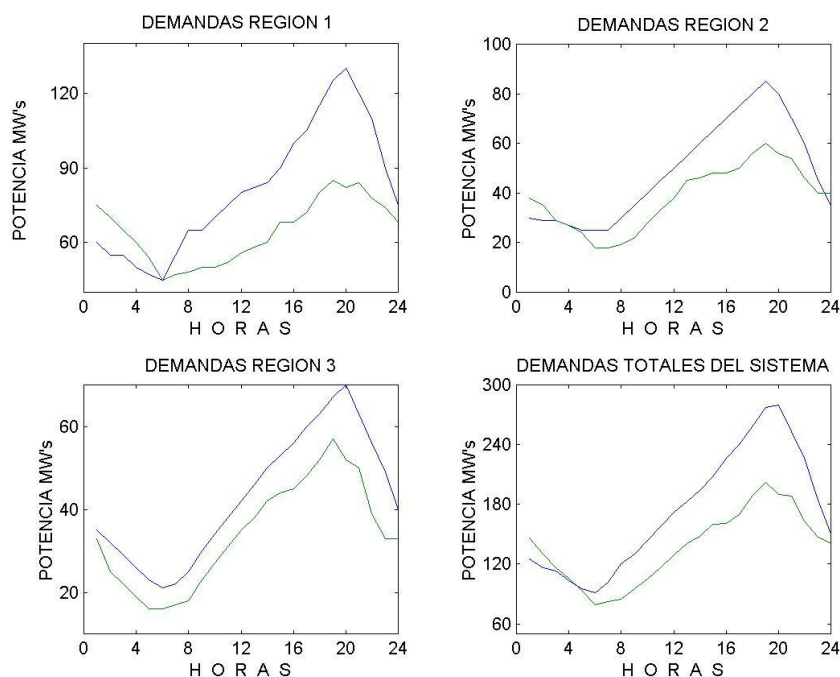 DEMANDAS REGION 1
POTENCIA MW's
120
90
60
0 4 8 12 16 20 24
H O R A S
DEMANDAS REGION 2
POTENCIA MW's
100
80
60
40
20
0
0 4 8 12 16 20 24
H O R A S
DEMANDAS REGION 3
POTENCIA MW's
60
40
20
0 4 8 12 16 20 24
H O R A S
DEMANDAS TOTALES DEL SISTEMA
POTENCIA MW's
300
240
180
120
60
0 4 8 12 16 20 24
H O R A S